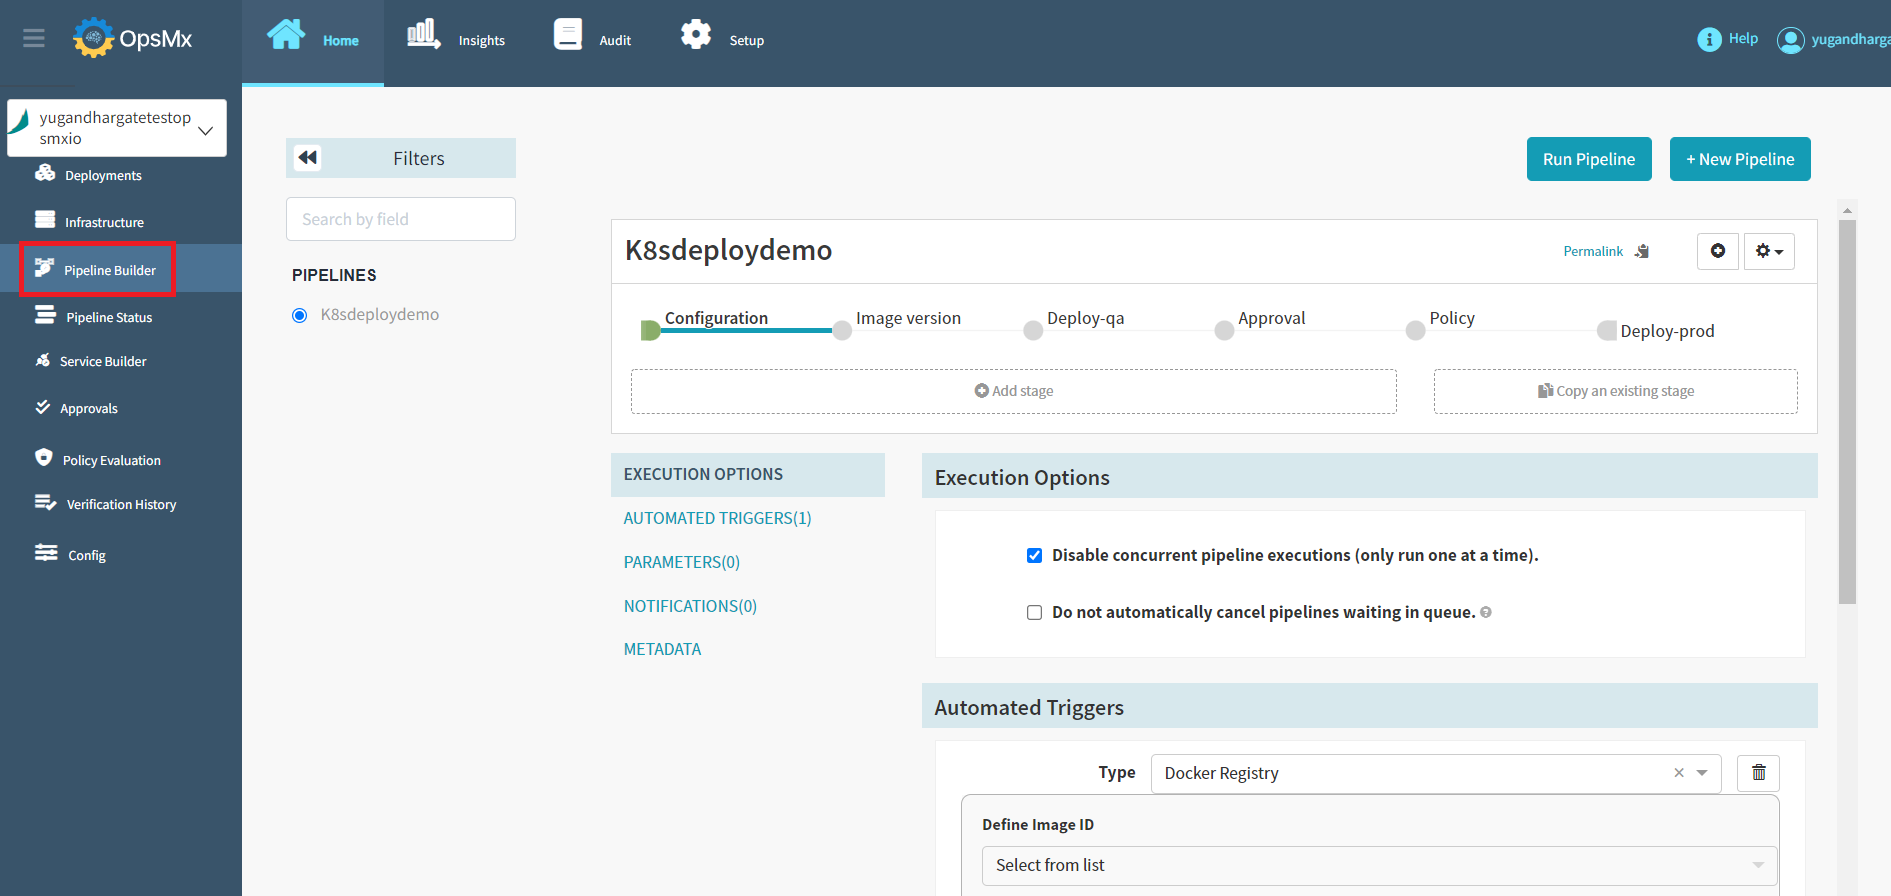 OpsMx
Home
Insights
Audit
Setup
Help
yugandharga
yugandhargatetestop
smxio
Deployments
Infrastructure
Pipeline Builder
Pipeline Status
Service Builder
Approvals
Policy Evaluation
Verification History
Config
Filters
Search by field
PIPELINES
K8sdeploydemo
Run Pipeline
+ New Pipeline
K8sdeploydemo
Permalink
Configuration
Image version
Deploy-qa
Approval
Policy
Deploy-prod
Add stage
Copy an existing stage
EXECUTION OPTIONS
AUTOMATED TRIGGERS(1)
PARAMETERS(0)
NOTIFICATIONS(0)
METADATA
Execution Options
Disable concurrent pipeline executions (only run one at a time).
Do not automatically cancel pipelines waiting in queue.
Automated Triggers
Type
Docker Registry
Define Image ID
Select from list